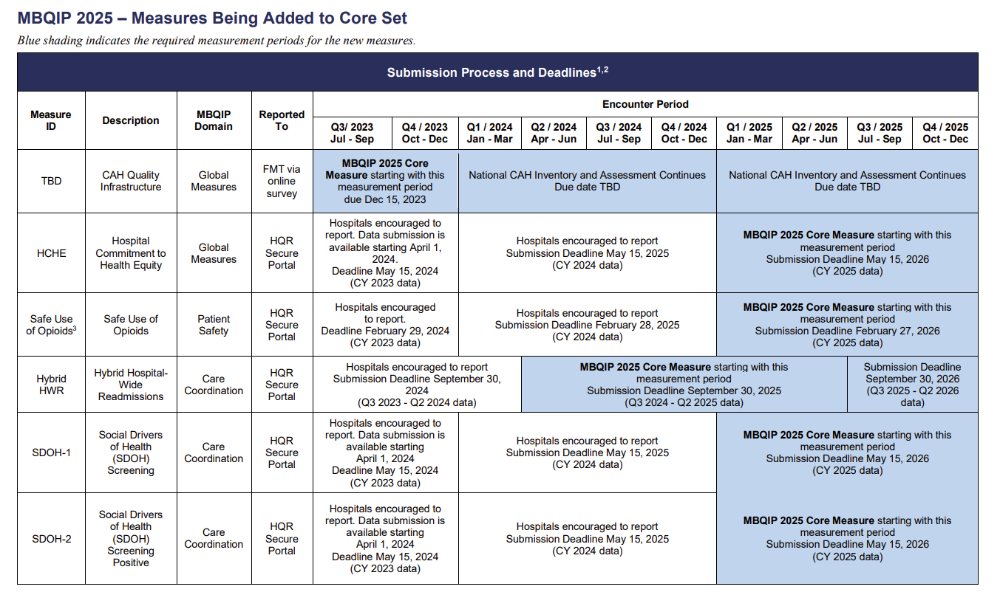 MBQIP 2025 – Measures Being Added to Core Set
Blue shading indicates the required measurement periods for the new measures.
Submission Process and Deadlines1,2
Measure
ID
Description
MBQIP
Domain
Reported
To
Encounter Period
Q3/ 2023
Jul - Sep
Q4 / 2023
Oct - Dec
Q1 / 2024
Jan - Mar
Q2 / 2024
Apr - Jun
Q3 / 2024
Jul - Sep
Q4 / 2024
Oct - Dec
Q1 / 2025
Jan - Mar
Q2 / 2025
Apr - Jun
Q3 / 2025
Jul - Sep
Q4 / 2025
Oct - Dec
TBD
CAH Quality
Infrastructure
Global
Measures
FMT via
online
survey
MBQIP 2025 Core
Measure starting with this
measurement period
due Dec 15, 2023
National CAH Inventory and Assessment Continues
Due date TBD
National CAH Inventory and Assessment Continues
Due date TBD
HCHE
Hospital
Commitment to
Health Equity
Global
Measures
HQR
Secure
Portal
Hospitals encouraged to
report. Data submission is
available starting April 1,
2024.
Deadline May 15, 2024
(CY 2023 data)
Hospitals encouraged to report
Submission Deadline May 15, 2025
(CY 2024 data)
MBQIP 2025 Core Measure starting with this
measurement period
Submission Deadline May 15, 2026
(CY 2025 data)
Safe Use
of Opioids3
Safe Use of
Opioids
Patient
Safety
HQR
Secure
Portal
Hospitals encouraged
to report.
Deadline February 29, 2024
(CY 2023 data)
Hospitals encouraged to report
Submission Deadline February 28, 2025
(CY 2024 data)
MBQIP 2025 Core Measure starting with this
measurement period
Submission Deadline February 27, 2026
(CY 2025 data)
Hybrid
HWR
Hybrid Hospital-
Wide
Readmissions
Care
Coordination
HQR
Secure
Portal
Hospitals encouraged to report
Submission Deadline September 30,
2024
(Q3 2023 - Q2 2024 data)
MBQIP 2025 Core Measure starting with this
measurement period
Submission Deadline September 30, 2025
(Q3 2024 - Q2 2025 data)
Submission Deadline
September 30, 2026
(Q3 2025 - Q2 2026
data)
SDOH-1
Social Drivers
of Health
(SDOH)
Screening
Care
Coordination
HQR
Secure
Portal
Hospitals encouraged to
report. Data submission is
available starting
April 1, 2024
Deadline May 15, 2024
(CY 2023 data)
Hospitals encouraged to report
Submission Deadline May 15, 2025
(CY 2024 data)
MBQIP 2025 Core Measure starting with this
measurement period
Submission Deadline May 15, 2026
(CY 2025 data)
SDOH-2
Social Drivers
of Health
(SDOH)
Screening
Positive
Care
Coordination
HQR
Secure
Portal
Hospitals encouraged to
report. Data submission is
available starting
April 1, 2024
Deadline May 15, 2024
(CY 2023 data)
Hospitals encouraged to report
Submission Deadline May 15, 2025
(CY 2024 data)
MBQIP 2025 Core Measure starting with this
measurement period
Submission Deadline May 15, 2026
(CY 2025 data)